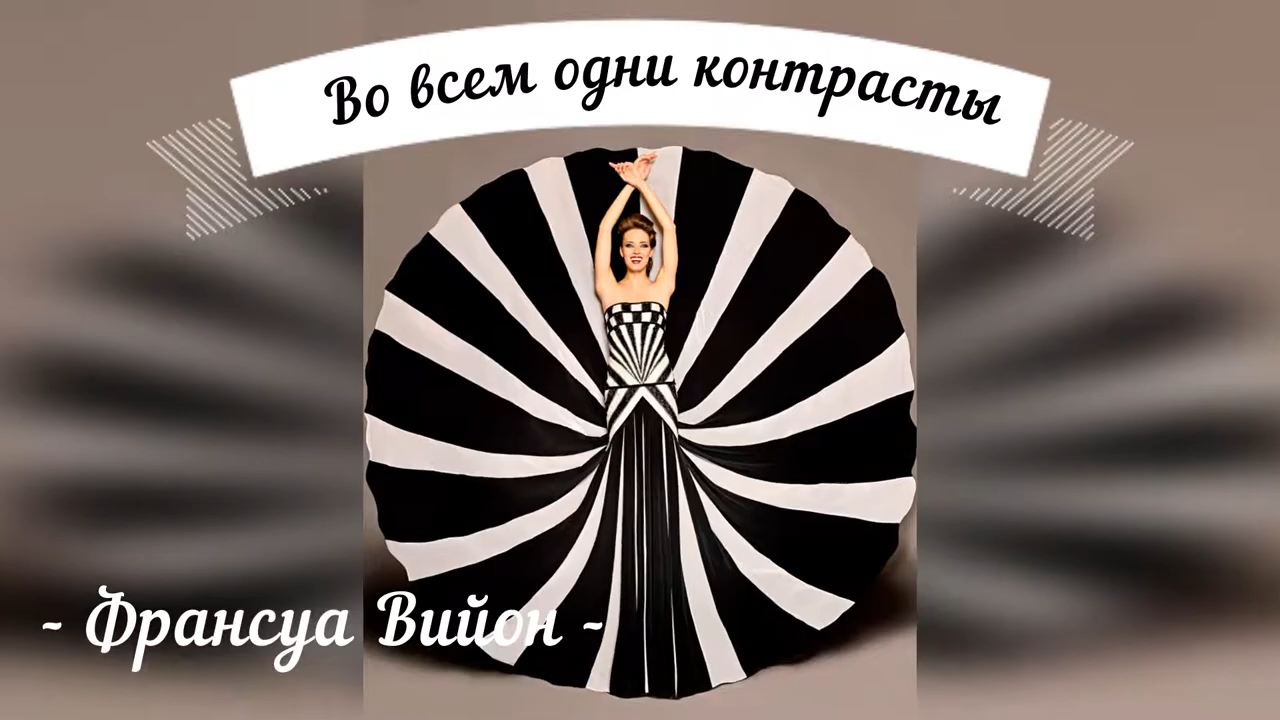 Во всем одни контрасты
- Франсуа Вийон -